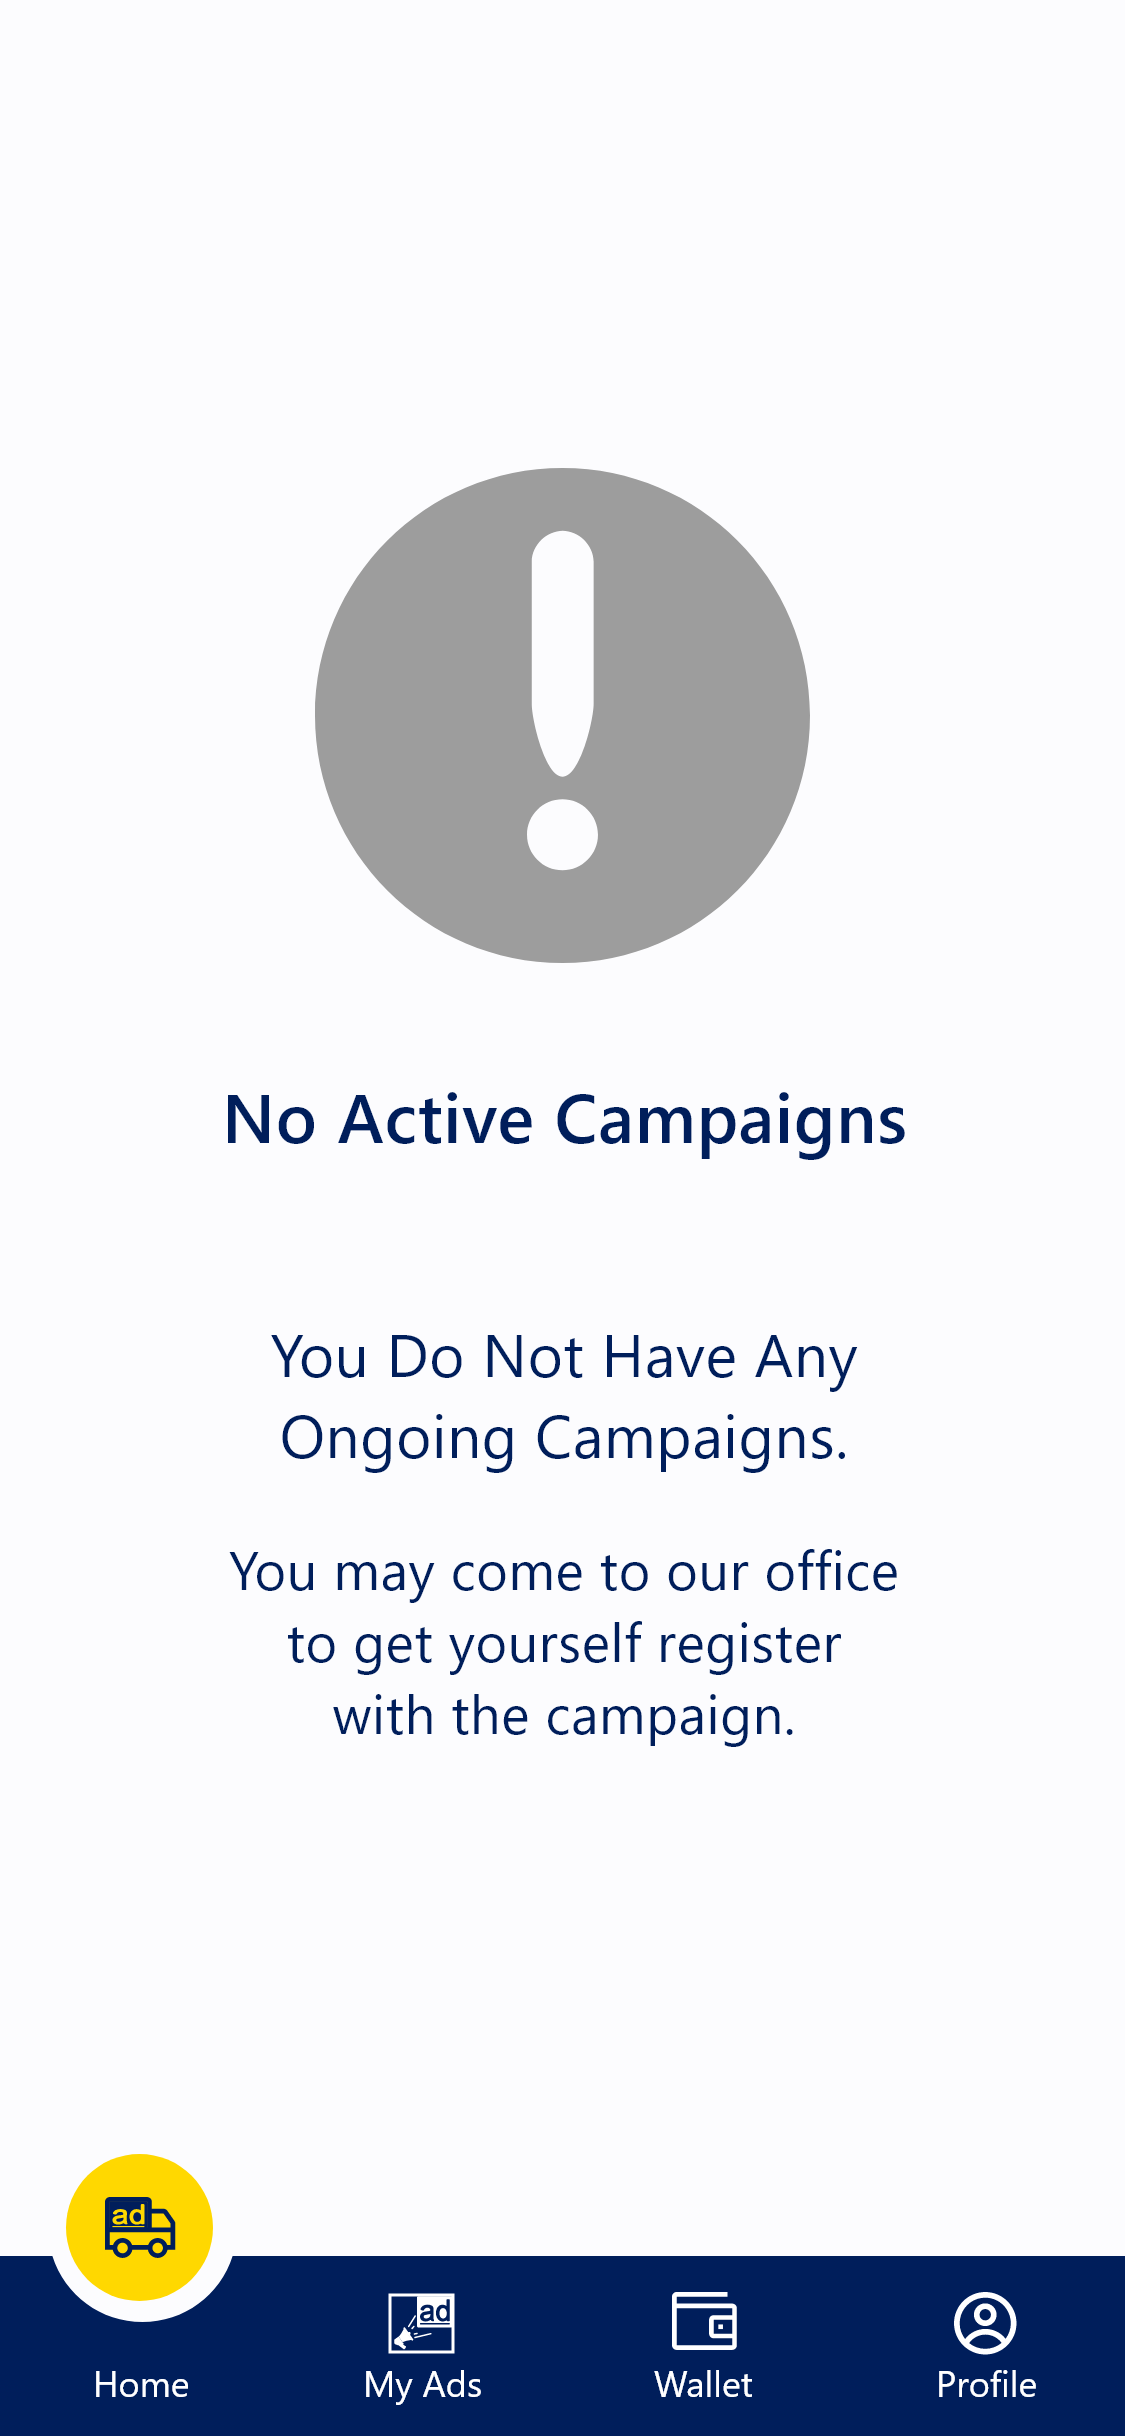 No Active Campaigns
You Do Not Have Any
Ongoing Campaigns.
You may come to our office
to get yourself register
with the campaign.
ad
ad
Home
My Ads
Wallet
Profile